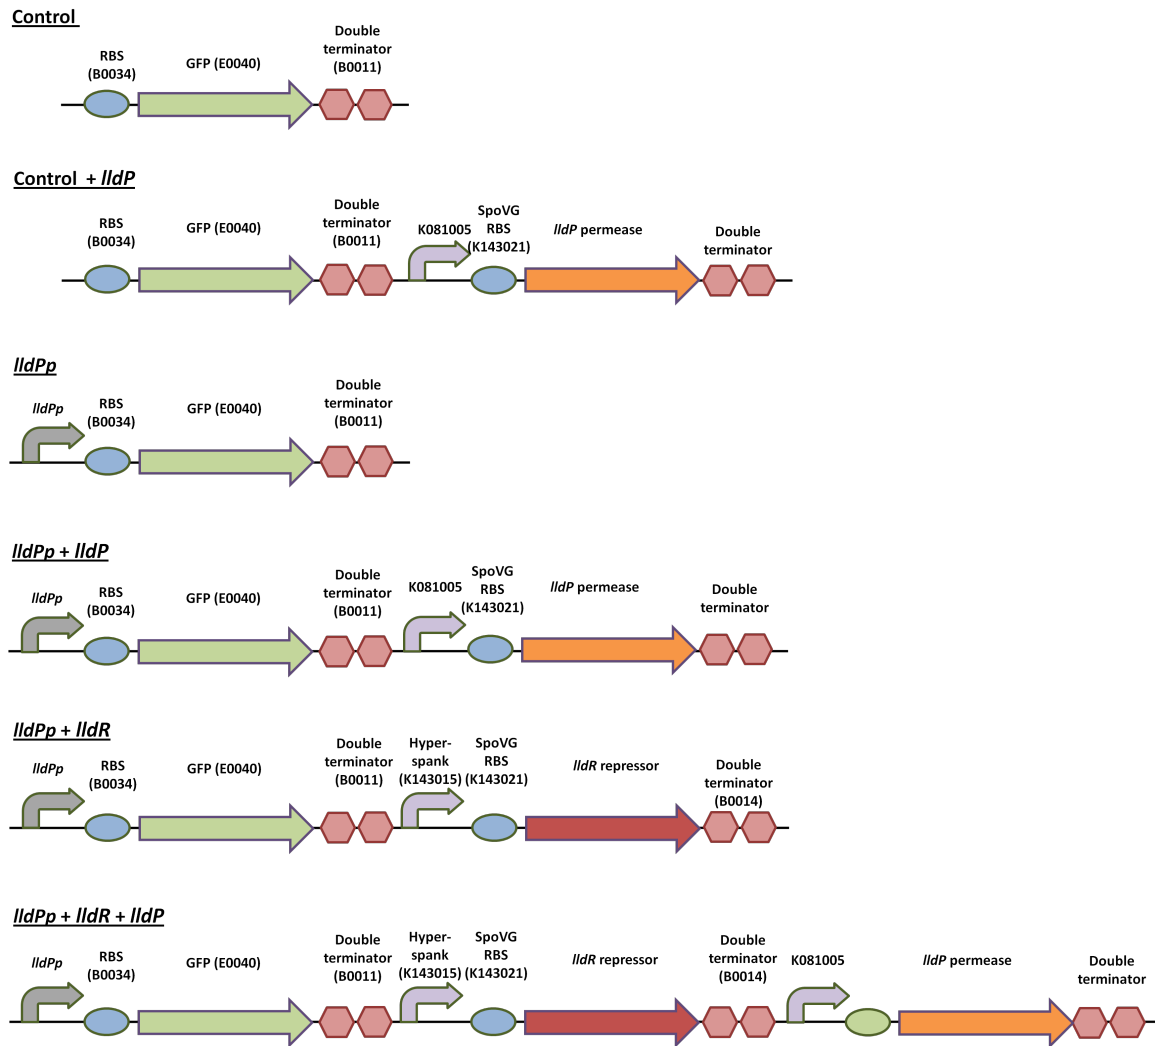 Control
RBS
(B0034)
GFP (E0040)
Double
terminator
(B0011)
Control + lldP
RBS
(B0034)
GFP (E0040)
Double
terminator
(B0011)
K081005
SpoVG
RBS
(K143021)
lldP permease
Double
terminator
lldPp
lldPp
RBS
(B0034)
GFP (E0040)
Double
terminator
(B0011)
lldPp + lldP
lldPp
RBS
(B0034)
GFP (E0040)
Double
terminator
(B0011)
K081005
SpoVG
RBS
(K143021)
lldP permease
Double
terminator
lldPp + lldR
lldPp
RBS
(B0034)
GFP (E0040)
Double
terminator
(B0011)
Hyper-
spank
(K143015)
SpoVG
RBS
(K143021)
lldR repressor
Double
terminator
(B0014)
lldPp + lldR + lldP
lldPp
RBS
(B0034)
GFP (E0040)
Double
terminator
(B0011)
Hyper-
spank
(K143015)
SpoVG
RBS
(K143021)
lldR repressor
Double
terminator
(B0014)
K081005
lldP permease
Double
terminator